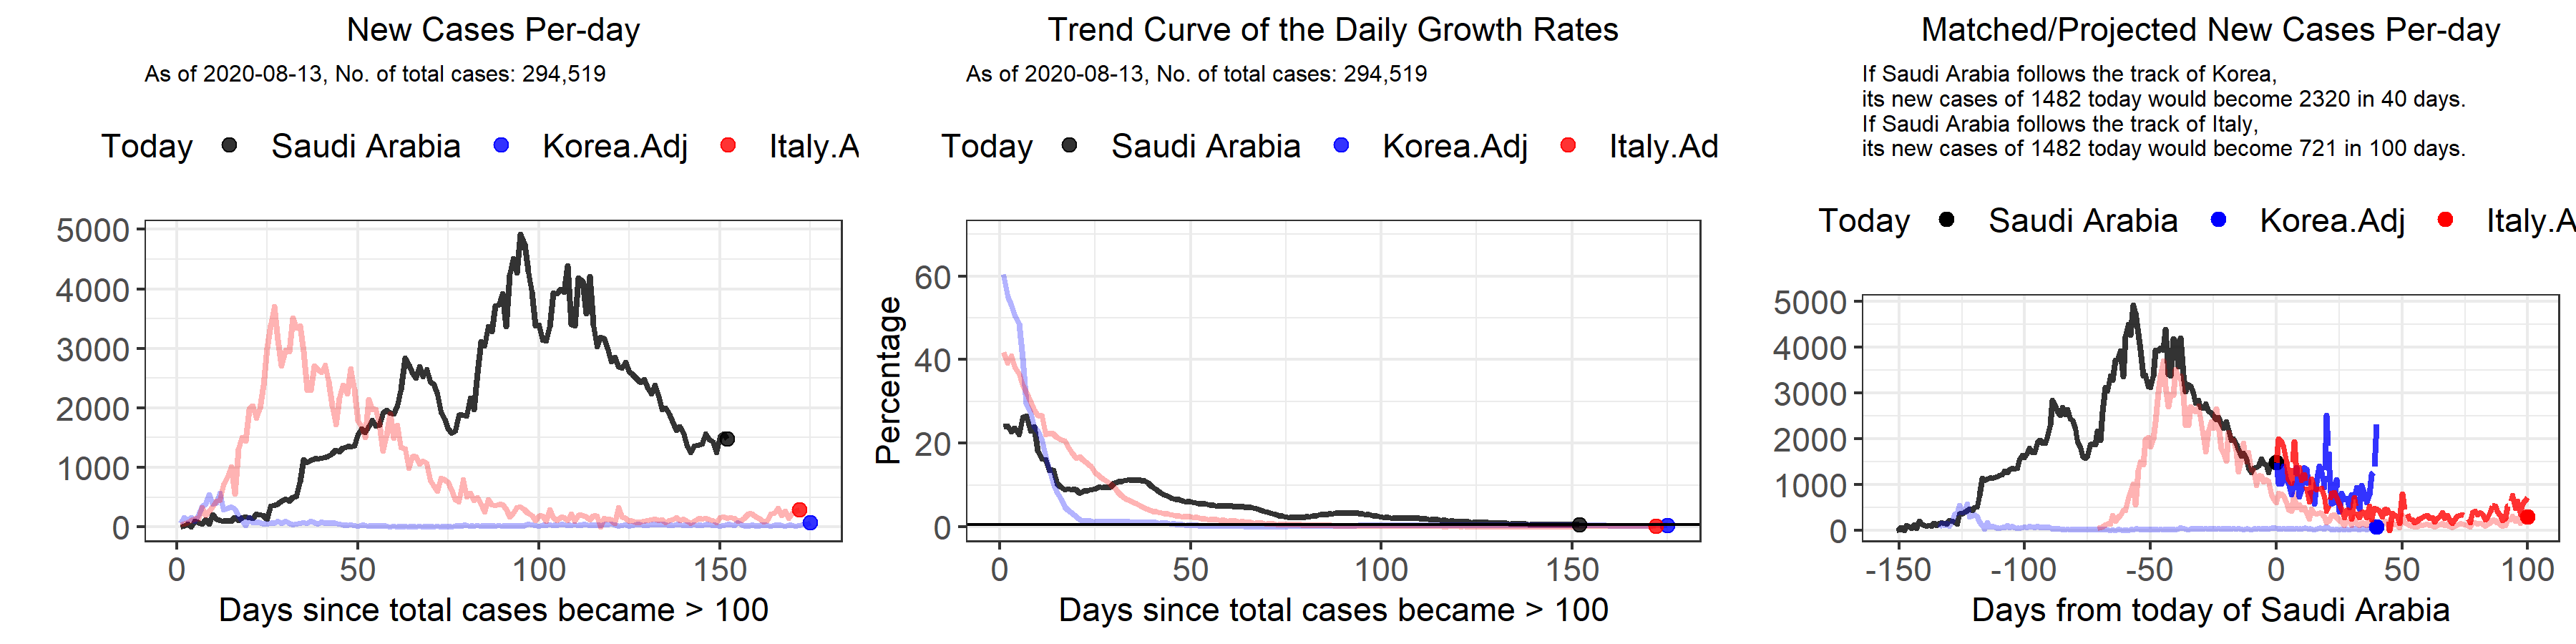 New Cases Per-day
As of 2020-08-13, No. of total cases: 294,519
Today Saudi Arabia Korea.Adj Italy.A
5000
4000
3000
2000
1000
0
0 50 100 150
Days since total cases became > 100
Trend Curve of the Daily Growth Rates
As of 2020-08-13, No. of total cases: 294,519
Today Saudi Arabia Korea.Adj Italy.Ad
Percentage
60
40
20
0
0 50 100 150
Days since total cases became > 100
Matched/Projected New Cases Per-day
If Saudi Arabia follows the track of Korea,
its new cases of 1482 today would become 2320 in 40 days.
If Saudi Arabia follows the track of Italy,
its new cases of 1482 today would become 721 in 100 days.
Today Saudi Arabia Korea.Adj Italy.A
5000
4000
3000
2000
1000
0
-150 -100 -50 0 50 100
Days from today of Saudi Arabia